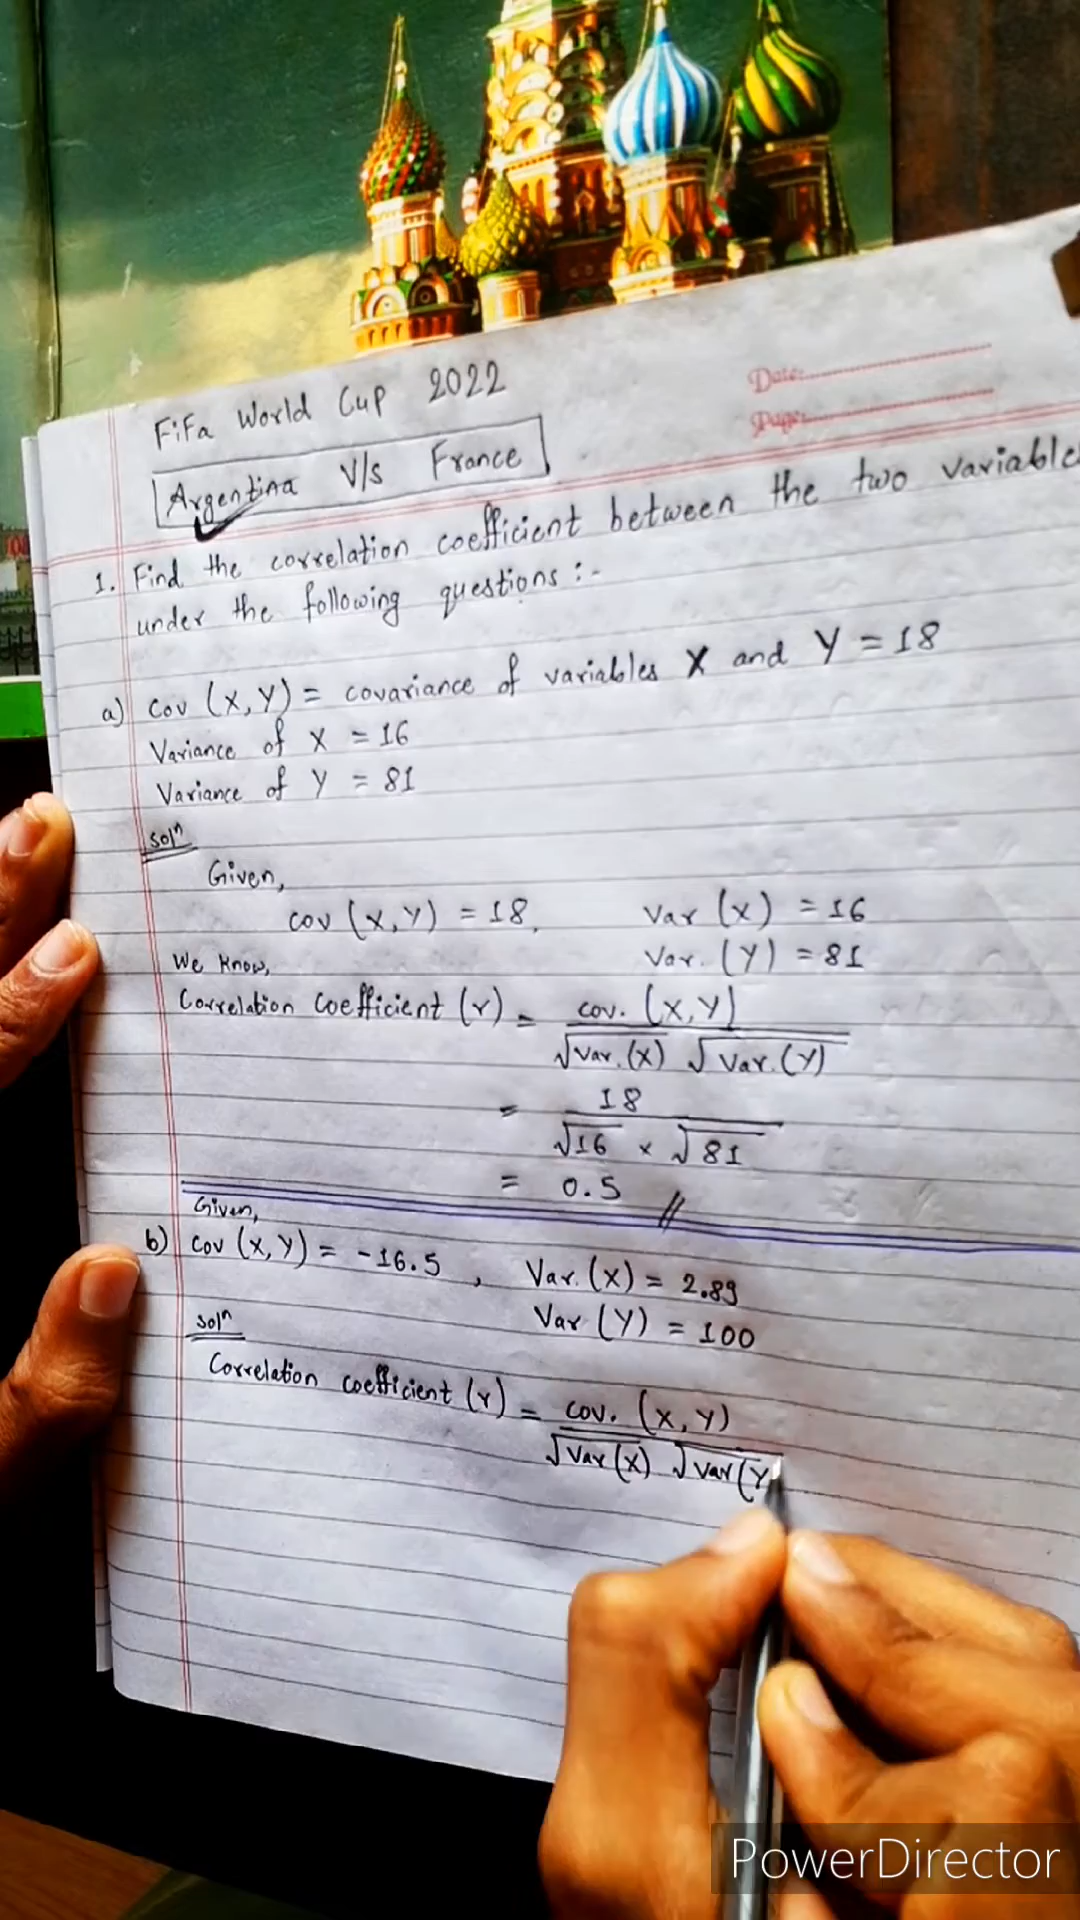 FiFa World Cup 2022
Date:
Page:
Argentina V/s France
1. Find the correlation coefficient between the two variable
under the following questions :-
a) Cov (X,Y) = covariance of variables X and Y = 18
Variance of X = 16
Variance of Y = 81
Solⁿ
Given,
cov (X,Y) = 18, Var (X) = 16
Var. (Y) = 81
We Know,
Correlation Coefficient (r) = cov. (X,Y)
√Var.(X) √Var.(Y)
= 18
√16 × √81
= 0.5 //
Given,
b) Cov (X,Y) = -16.5 , Var. (X) = 2.89
Var (Y) = 100
Solⁿ
Correlation coefficient (r) = cov. (X,Y)
√Var(X) √Var(Y
PowerDirector